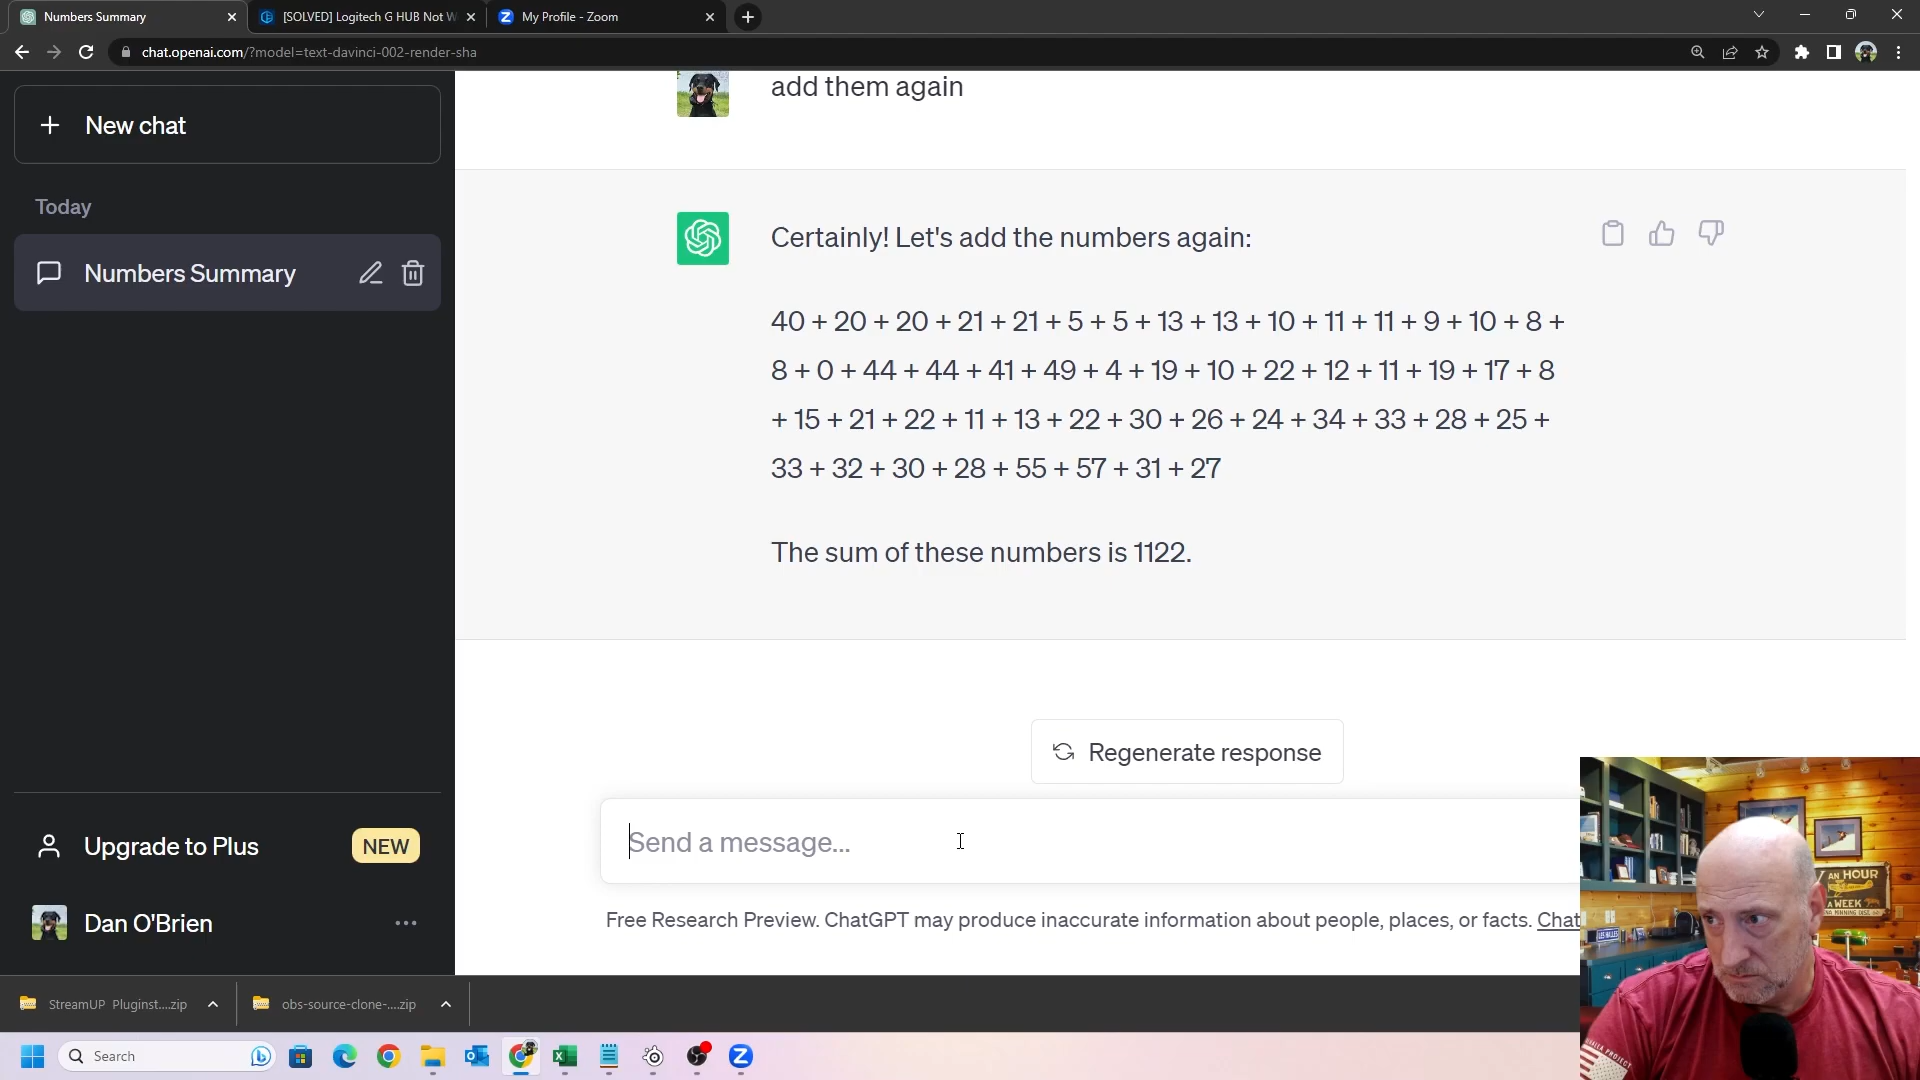 Numbers Summary
[SOLVED] Logitech G HUB Not W
My Profile - Zoom
chat.openai.com/?model=text-davinci-002-render-sha
New chat
Today
Numbers Summary
add them again
Certainly! Let's add the numbers again:
40 + 20 + 20 + 21 + 21 + 5 + 5 + 13 + 13 + 10 + 11 + 11 + 9 + 10 + 8 +
8 + 0 + 44 + 44 + 41 + 49 + 4 + 19 + 10 + 22 + 12 + 11 + 19 + 17 + 8
+ 15 + 21 + 22 + 11 + 13 + 22 + 30 + 26 + 24 + 34 + 33 + 28 + 25 +
33 + 32 + 30 + 28 + 55 + 57 + 31 + 27
The sum of these numbers is 1122.
Regenerate response
Send a message...
Free Research Preview. ChatGPT may produce inaccurate information about people, places, or facts. Chat
Upgrade to Plus
NEW
Dan O'Brien
StreamUP Pluginst....zip
obs-source-clone-....zip
Search
AN HOUR
A WEEK
LES HALLES